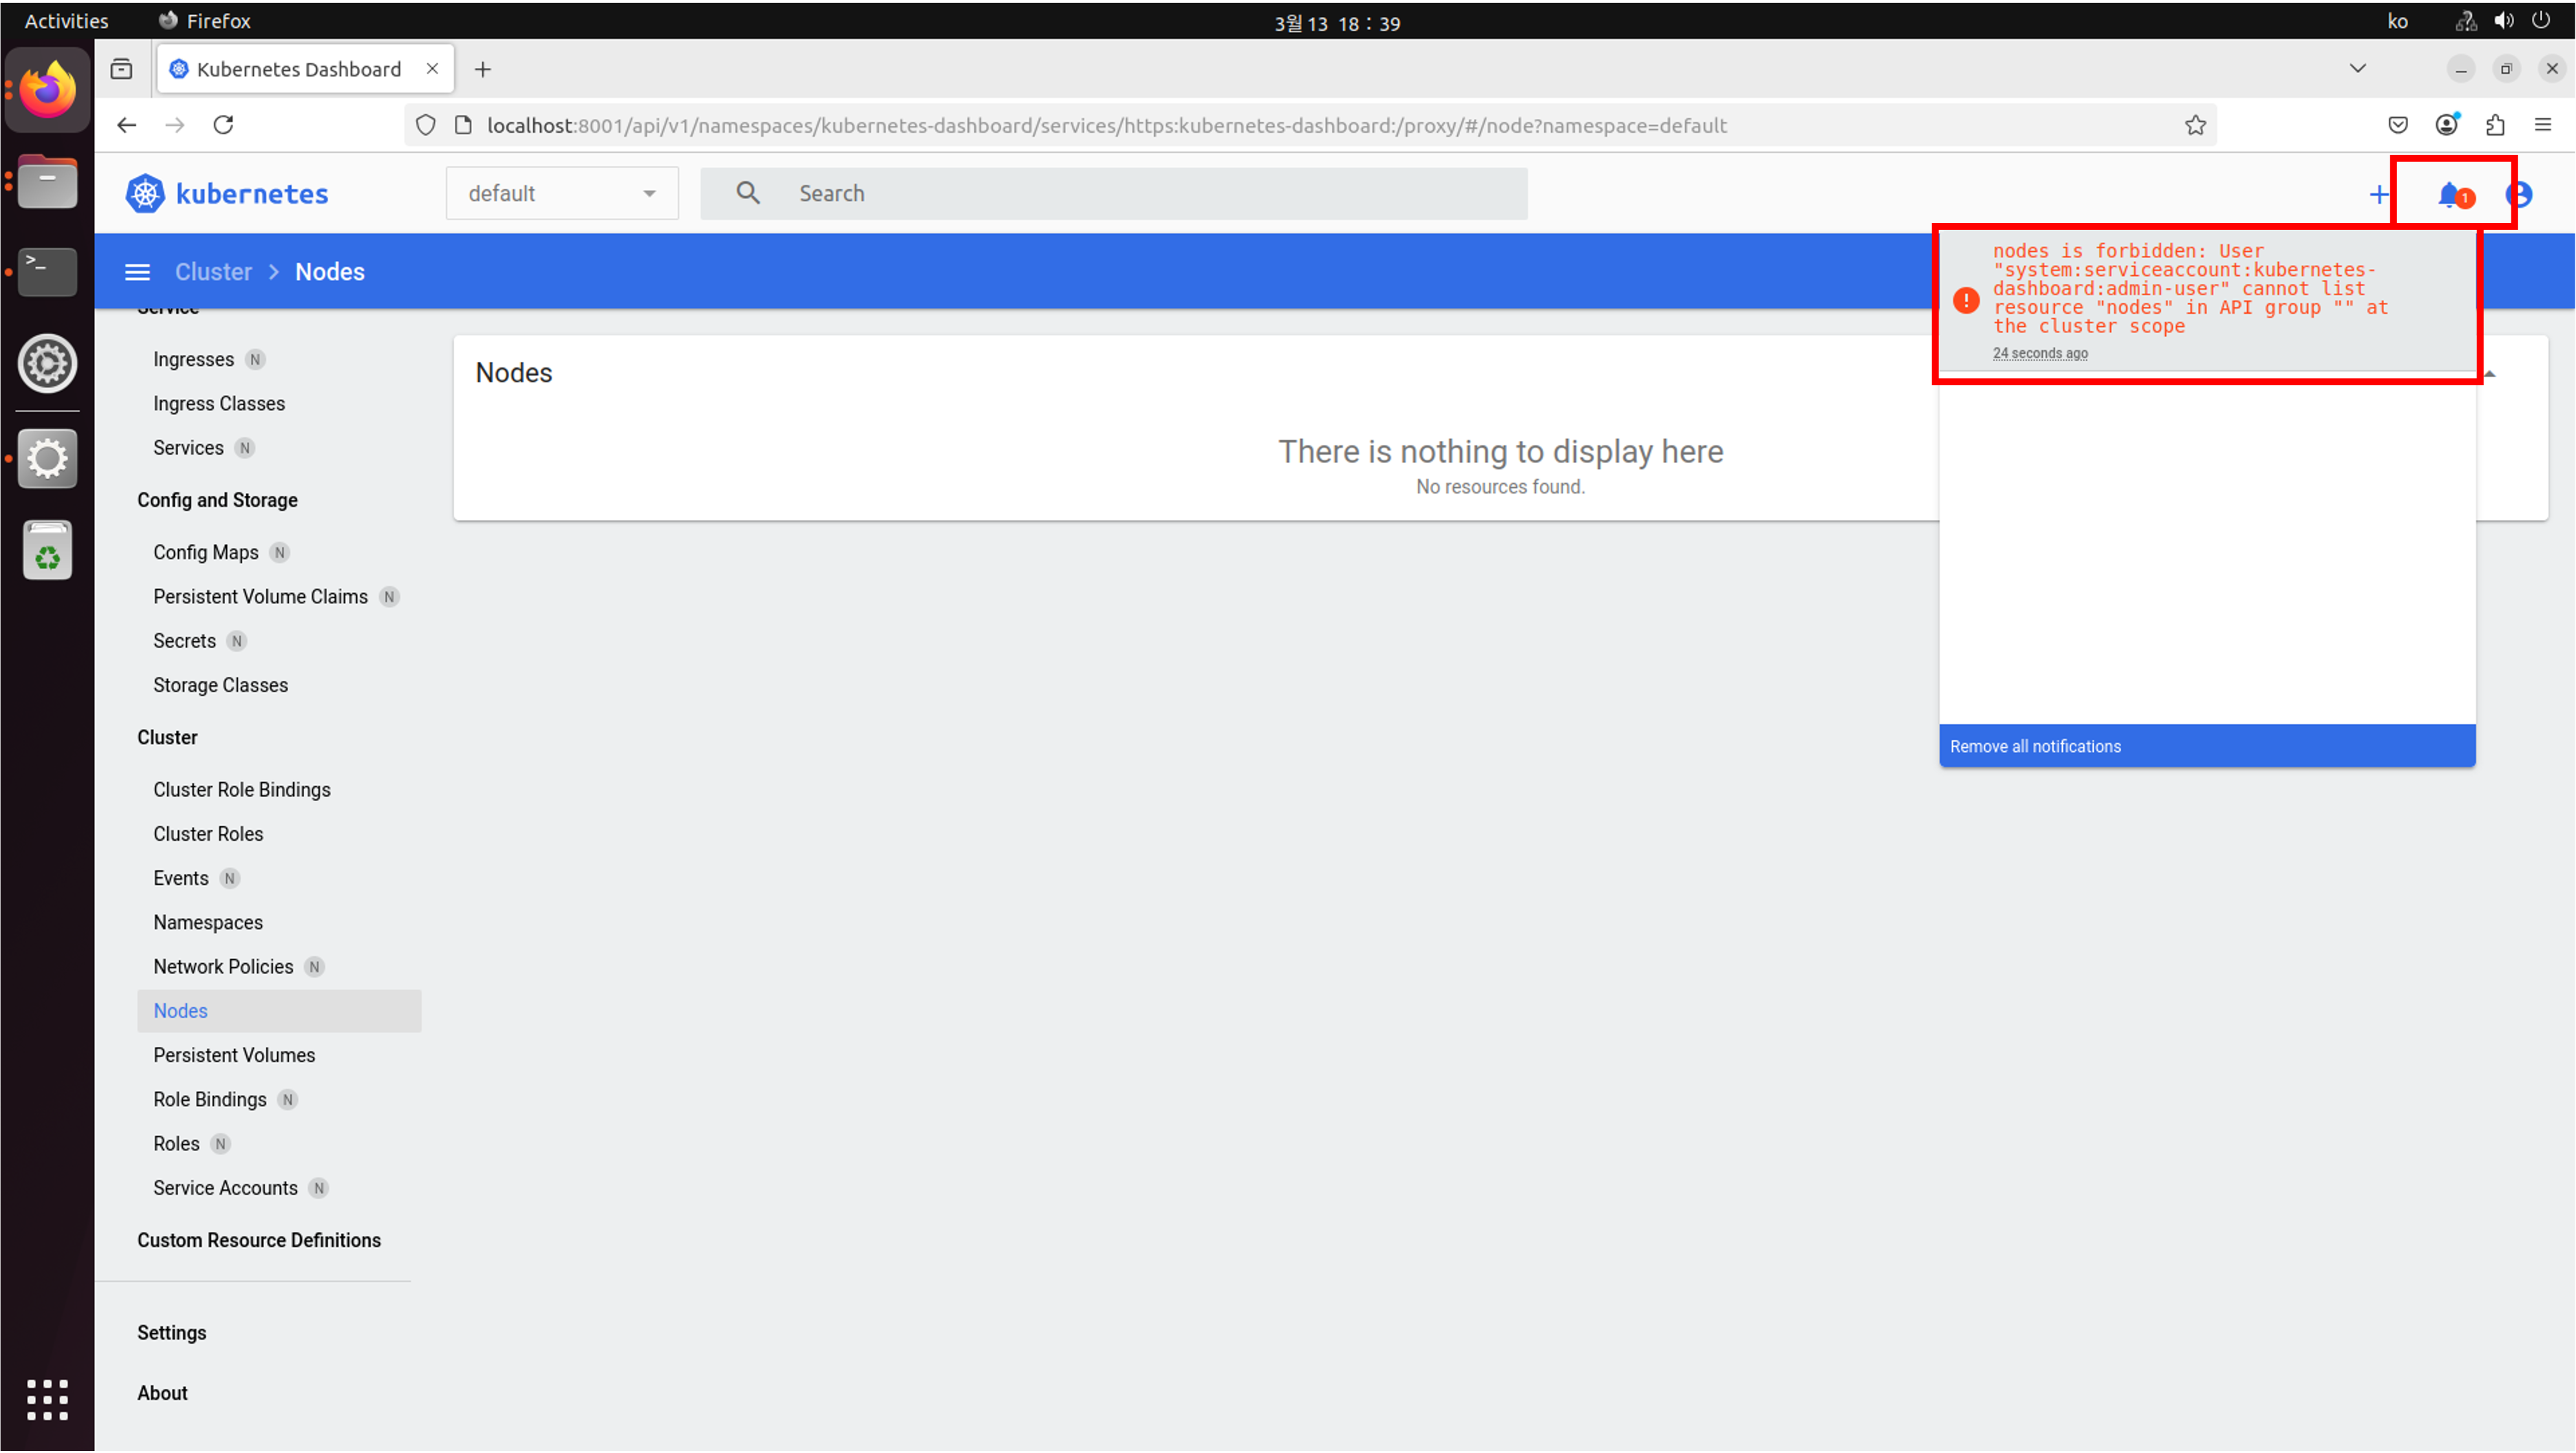 Activities
Firefox
3월 13 18 : 39
ko
Kubernetes Dashboard
localhost:8001/api/v1/namespaces/kubernetes-dashboard/services/https:kubernetes-dashboard:/proxy/#/node?namespace=default
kubernetes
default
Search
1
Cluster > Nodes
nodes is forbidden: User
"system:serviceaccount:kubernetes-
dashboard:admin-user" cannot list
resource "nodes" in API group "" at
the cluster scope
24 seconds ago
Remove all notifications
Service
Ingresses N
Ingress Classes
Services N
Config and Storage
Config Maps N
Persistent Volume Claims N
Secrets N
Storage Classes
Cluster
Cluster Role Bindings
Cluster Roles
Events N
Namespaces
Network Policies N
Nodes
Persistent Volumes
Role Bindings N
Roles N
Service Accounts N
Custom Resource Definitions
Settings
About
Nodes
There is nothing to display here
No resources found.